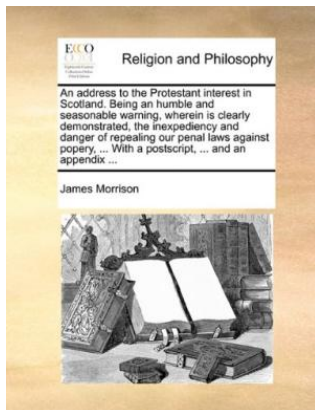 ECCO
Religion and Philosophy
An address to the Protestant interest in
Scotland. Being an humble and
seasonable warning, wherein is clearly
demonstrated, the inexpediency and
danger of repealing our penal laws against
popery, ... With a postscript, ... and an
appendix ...
James Morrison